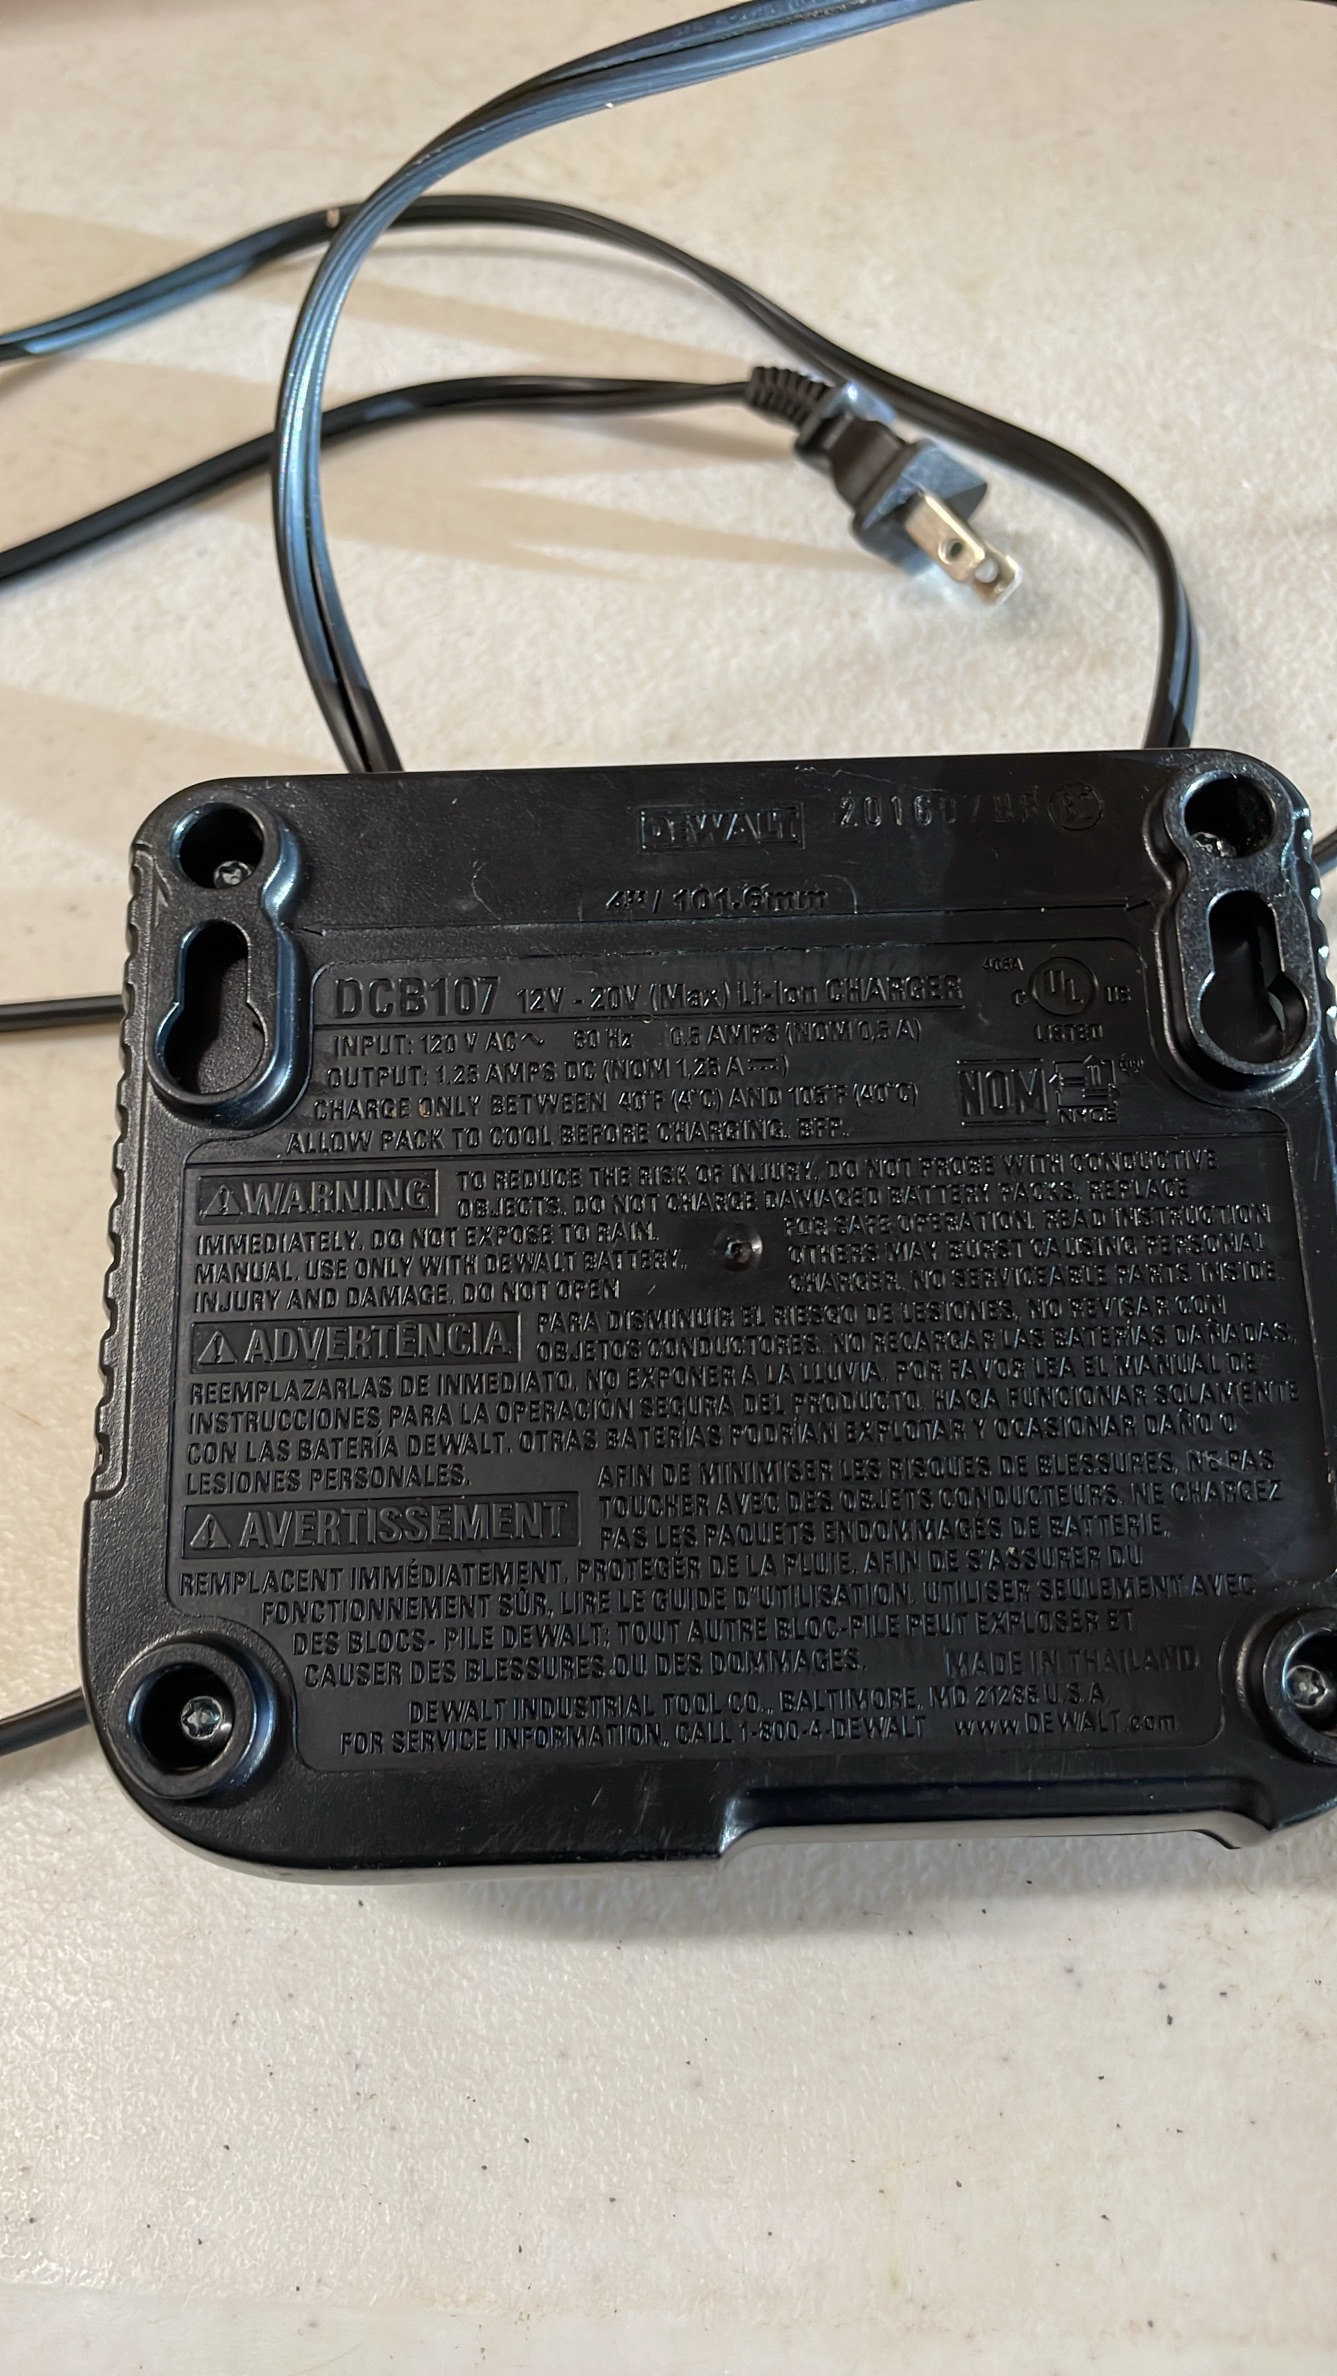 DEWALT
4" / 101.6mm
DCB107 12V - 20V (Max) Li-Ion CHARGER
INPUT: 120 V AC ~ 60 Hz 0.5 AMPS (NOM 0,5 A)
OUTPUT: 1.25 AMPS DC (NOM 1,25 A ⎓)
CHARGE ONLY BETWEEN 40°F (4°C) AND 105°F (40°C)
ALLOW PACK TO COOL BEFORE CHARGING. BFP.
C UL US
LISTED
NOM
NYCE
⚠WARNING TO REDUCE THE RISK OF INJURY, DO NOT PROBE WITH CONDUCTIVE
OBJECTS. DO NOT CHARGE DAMAGED BATTERY PACKS, REPLACE
IMMEDIATELY. DO NOT EXPOSE TO RAIN. FOR SAFE OPERATION, READ INSTRUCTION
MANUAL. USE ONLY WITH DEWALT BATTERY, OTHERS MAY BURST CAUSING PERSONAL
INJURY AND DAMAGE. DO NOT OPEN CHARGER. NO SERVICEABLE PARTS INSIDE.
⚠ADVERTENCIA PARA DISMINUIR EL RIESGO DE LESIONES, NO REVISAR CON
OBJETOS CONDUCTORES. NO RECARGAR LAS BATERÍAS DAÑADAS,
REEMPLAZARLAS DE INMEDIATO. NO EXPONER A LA LLUVIA. POR FAVOR LEA EL MANUAL DE
INSTRUCCIONES PARA LA OPERACIÓN SEGURA DEL PRODUCTO. HAGA FUNCIONAR SOLAMENTE
CON LAS BATERÍA DEWALT. OTRAS BATERÍAS PODRÍAN EXPLOTAR Y OCASIONAR DAÑO O
LESIONES PERSONALES.
⚠AVERTISSEMENT AFIN DE MINIMISER LES RISQUES DE BLESSURES, NE PAS
TOUCHER AVEC DES OBJETS CONDUCTEURS. NE CHARGEZ
PAS LES PAQUETS ENDOMMAGÉS DE BATTERIE,
REMPLACENT IMMÉDIATEMENT. PROTEGÉR DE LA PLUIE. AFIN DE S'ASSURER DU
FONCTIONNEMENT SÛR, LIRE LE GUIDE D'UTILISATION. UTILISER SEULEMENT AVEC
DES BLOCS- PILE DEWALT; TOUT AUTRE BLOC-PILE PEUT EXPLOSER ET
CAUSER DES BLESSURES OU DES DOMMAGES. MADE IN THAILAND
DEWALT INDUSTRIAL TOOL CO., BALTIMORE, MD 21286 U.S.A.
FOR SERVICE INFORMATION, CALL 1-800-4-DEWALT www.DEWALT.com